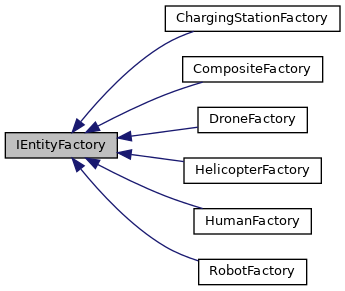 ChargingStationFactory
CompositeFactory
DroneFactory
IEntityFactory
HelicopterFactory
HumanFactory
RobotFactory